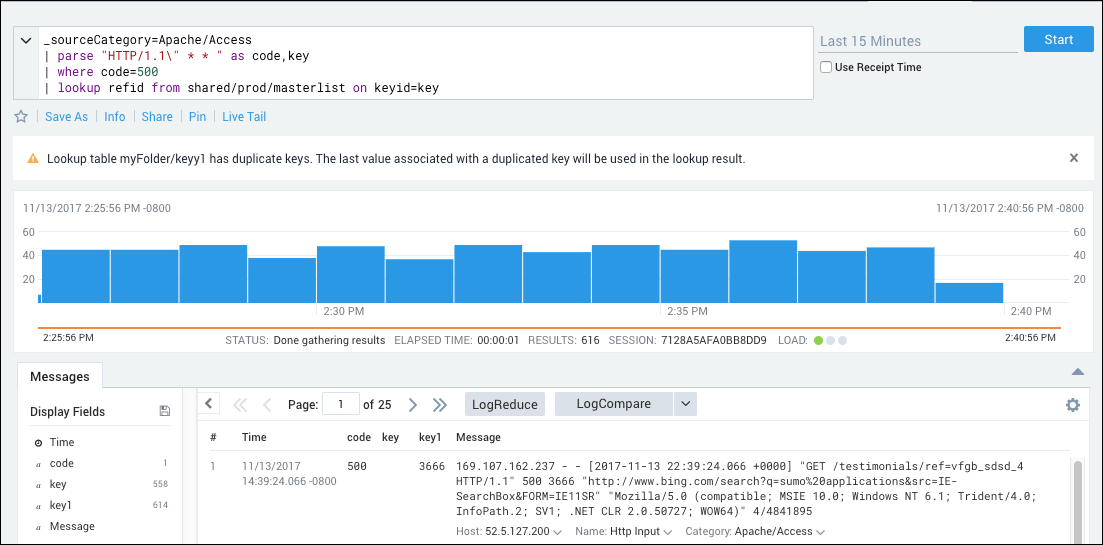 _sourceCategory=Apache/Access
| parse "HTTP/1.1\" * * " as code,key
| where code=500
| lookup refid from shared/prod/masterlist on keyid=key
Last 15 Minutes
Start
Use Receipt Time
Save As | Info | Share | Pin | Live Tail
Lookup table myFolder/keyy1 has duplicate keys. The last value associated with a duplicated key will be used in the lookup result.
11/13/2017 2:25:56 PM -0800
11/13/2017 2:40:56 PM -0800
60 60
40 40
20 20
2:30 PM 2:35 PM 2:40 PM
2:25:56 PM 2:40:56 PM
STATUS: Done gathering results ELAPSED TIME: 00:00:01 RESULTS: 616 SESSION: 7128A5AFA0BB8DD9 LOAD:
Messages
Display Fields
Time
a code 1
a key 558
a key1 614
a Message
Page: 1 of 25 LogReduce LogCompare
# Time code key key1 Message
1 11/13/2017 14:39:24.066 -0800 500 3666
169.107.162.237 - - [2017-11-13 22:39:24.066 +0000] "GET /testimonials/ref=vfgb_sdsd_4
HTTP/1.1" 500 3666 "http://www.bing.com/search?q=sumo%20applications&src=IE-
SearchBox&FORM=IE11SR" "Mozilla/5.0 (compatible; MSIE 10.0; Windows NT 6.1; Trident/4.0;
InfoPath.2; SV1; .NET CLR 2.0.50727; WOW64)" 4/4841895
Host: 52.5.127.200 Name: Http Input Category: Apache/Access